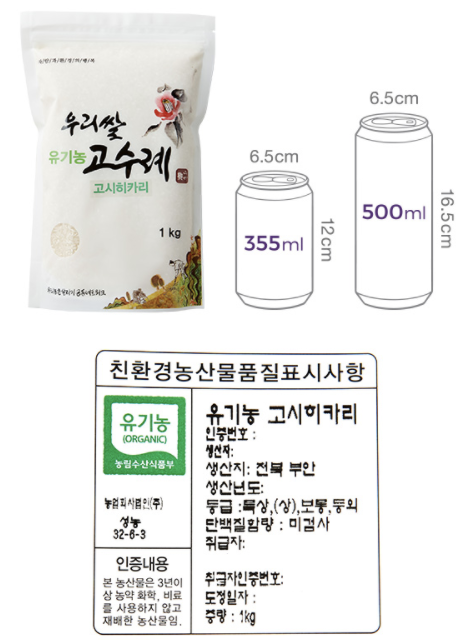 우리쌀
유기농 고수레
고시히카리
1 kg
6.5cm
355ml
12cm
6.5cm
500ml
16.5cm
친환경농산물품질표시사항
유기농
(ORGANIC)
농림수산식품부
농업회사법인(주)
성농
32-6-3
인증내용
본 농산물은 3년이
상 농약 화학, 비료
를 사용하지 않고
재배한 농산물임.
유기농 고시히카리
인증번호 :
생산자:
생산지: 전북 부안
생산년도:
등급 :특상,(상),보통,등외
단백질함량 : 미검사
취급자:
취급자인증번호:
도정일자 :
중량 : 1kg